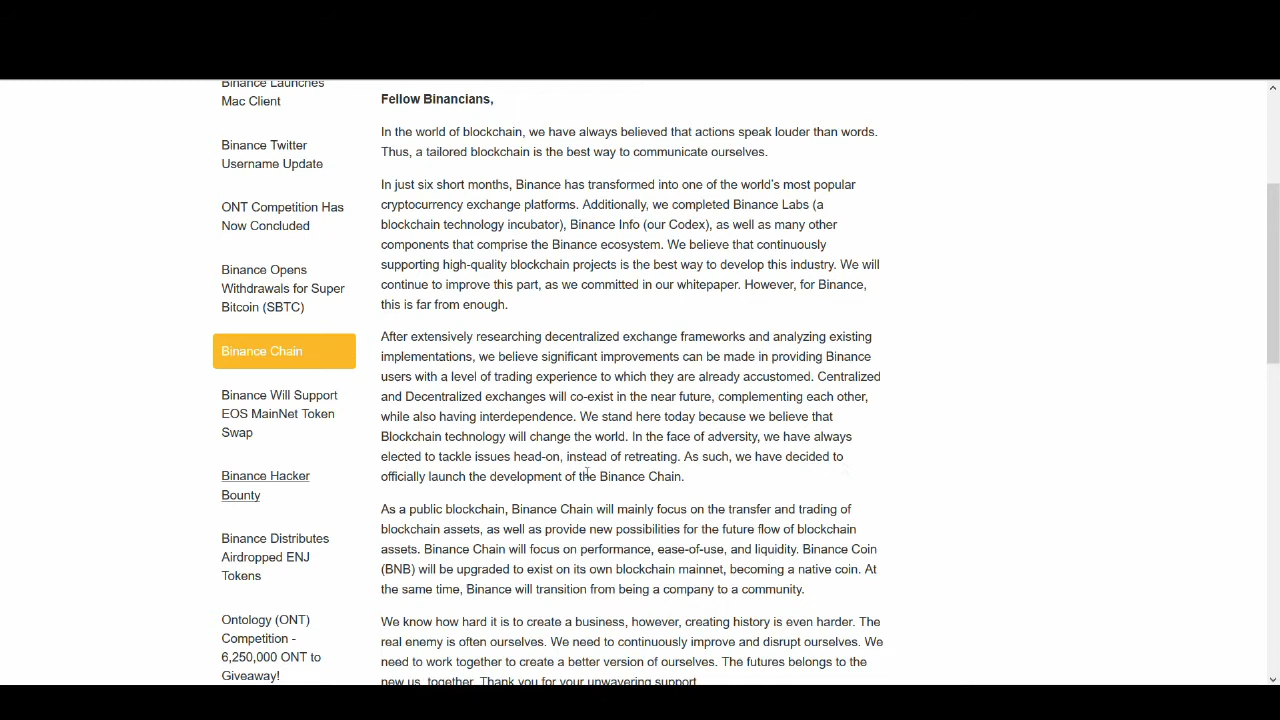 Binance Launches
Mac Client
Binance Twitter
Username Update
ONT Competition Has
Now Concluded
Binance Opens
Withdrawals for Super
Bitcoin (SBTC)
Binance Chain
Binance Will Support
EOS MainNet Token
Swap
Binance Hacker
Bounty
Binance Distributes
Airdropped ENJ
Tokens
Ontology (ONT)
Competition -
6,250,000 ONT to
Giveaway!
Fellow Binancians,
In the world of blockchain, we have always believed that actions speak louder than words.
Thus, a tailored blockchain is the best way to communicate ourselves.
In just six short months, Binance has transformed into one of the world's most popular
cryptocurrency exchange platforms. Additionally, we completed Binance Labs (a
blockchain technology incubator), Binance Info (our Codex), as well as many other
components that comprise the Binance ecosystem. We believe that continuously
supporting high-quality blockchain projects is the best way to develop this industry. We will
continue to improve this part, as we committed in our whitepaper. However, for Binance,
this is far from enough.
After extensively researching decentralized exchange frameworks and analyzing existing
implementations, we believe significant improvements can be made in providing Binance
users with a level of trading experience to which they are already accustomed. Centralized
and Decentralized exchanges will co-exist in the near future, complementing each other,
while also having interdependence. We stand here today because we believe that
Blockchain technology will change the world. In the face of adversity, we have always
elected to tackle issues head-on, instead of retreating. As such, we have decided to
officially launch the development of the Binance Chain.
As a public blockchain, Binance Chain will mainly focus on the transfer and trading of
blockchain assets, as well as provide new possibilities for the future flow of blockchain
assets. Binance Chain will focus on performance, ease-of-use, and liquidity. Binance Coin
(BNB) will be upgraded to exist on its own blockchain mainnet, becoming a native coin. At
the same time, Binance will transition from being a company to a community.
We know how hard it is to create a business, however, creating history is even harder. The
real enemy is often ourselves. We need to continuously improve and disrupt ourselves. We
need to work together to create a better version of ourselves. The futures belongs to the
new us, together. Thank you for your unwavering support